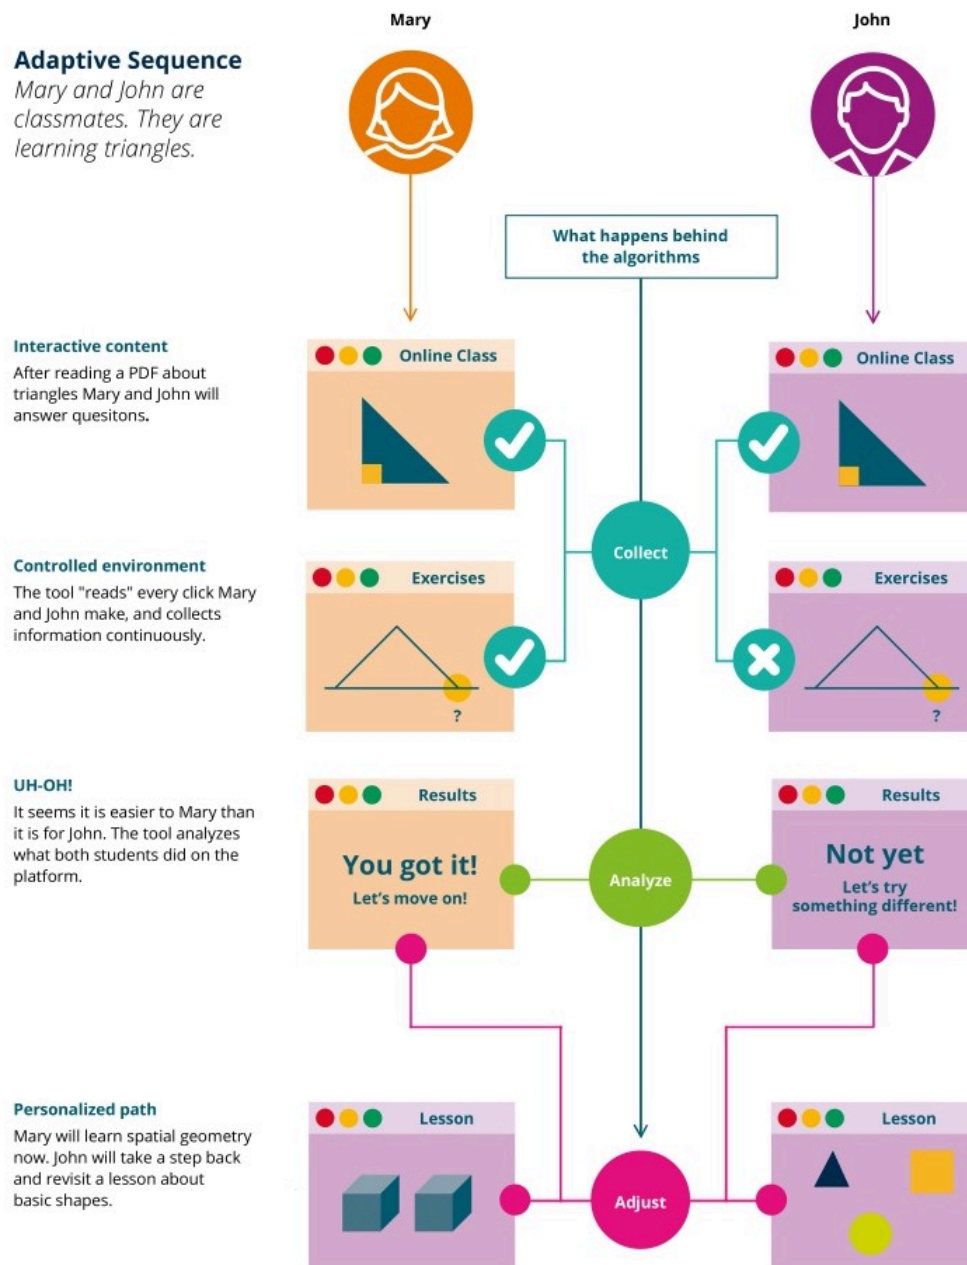 Mary
John
Adaptive Sequence
Mary and John are
classmates. They are
learning triangles.
What happens behind
the algorithms
Interactive content
After reading a PDF about
triangles Mary and John will
answer quesitons.
Online Class
Online Class
Collect
Controlled environment
The tool "reads" every click Mary
and John make, and collects
information continuously.
Exercises
?
Exercises
?
UH-OH!
It seems it is easier to Mary than
it is for John. The tool analyzes
what both students did on the
platform.
Results
You got it!
Let's move on!
Analyze
Results
Not yet
Let's try
something different!
Personalized path
Mary will learn spatial geometry
now. John will take a step back
and revisit a lesson about
basic shapes.
Lesson
Adjust
Lesson